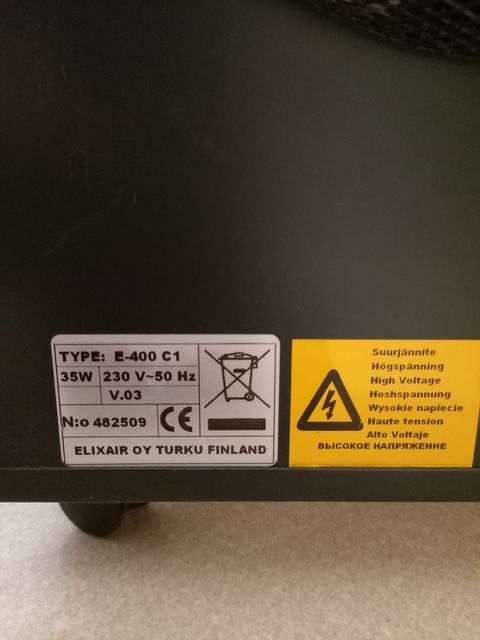 TYPE: E-400 C1
35W 230 V~50 Hz
V.03
N:o 482509 CE
ELIXAIR OY TURKU FINLAND
Suurjännite
Högspänning
High Voltage
Hoshspannung
Wysokie napiecie
Haute tension
Alto Voltaje
ВЫСОКОЕ НАПРЯЖЕНИЕ